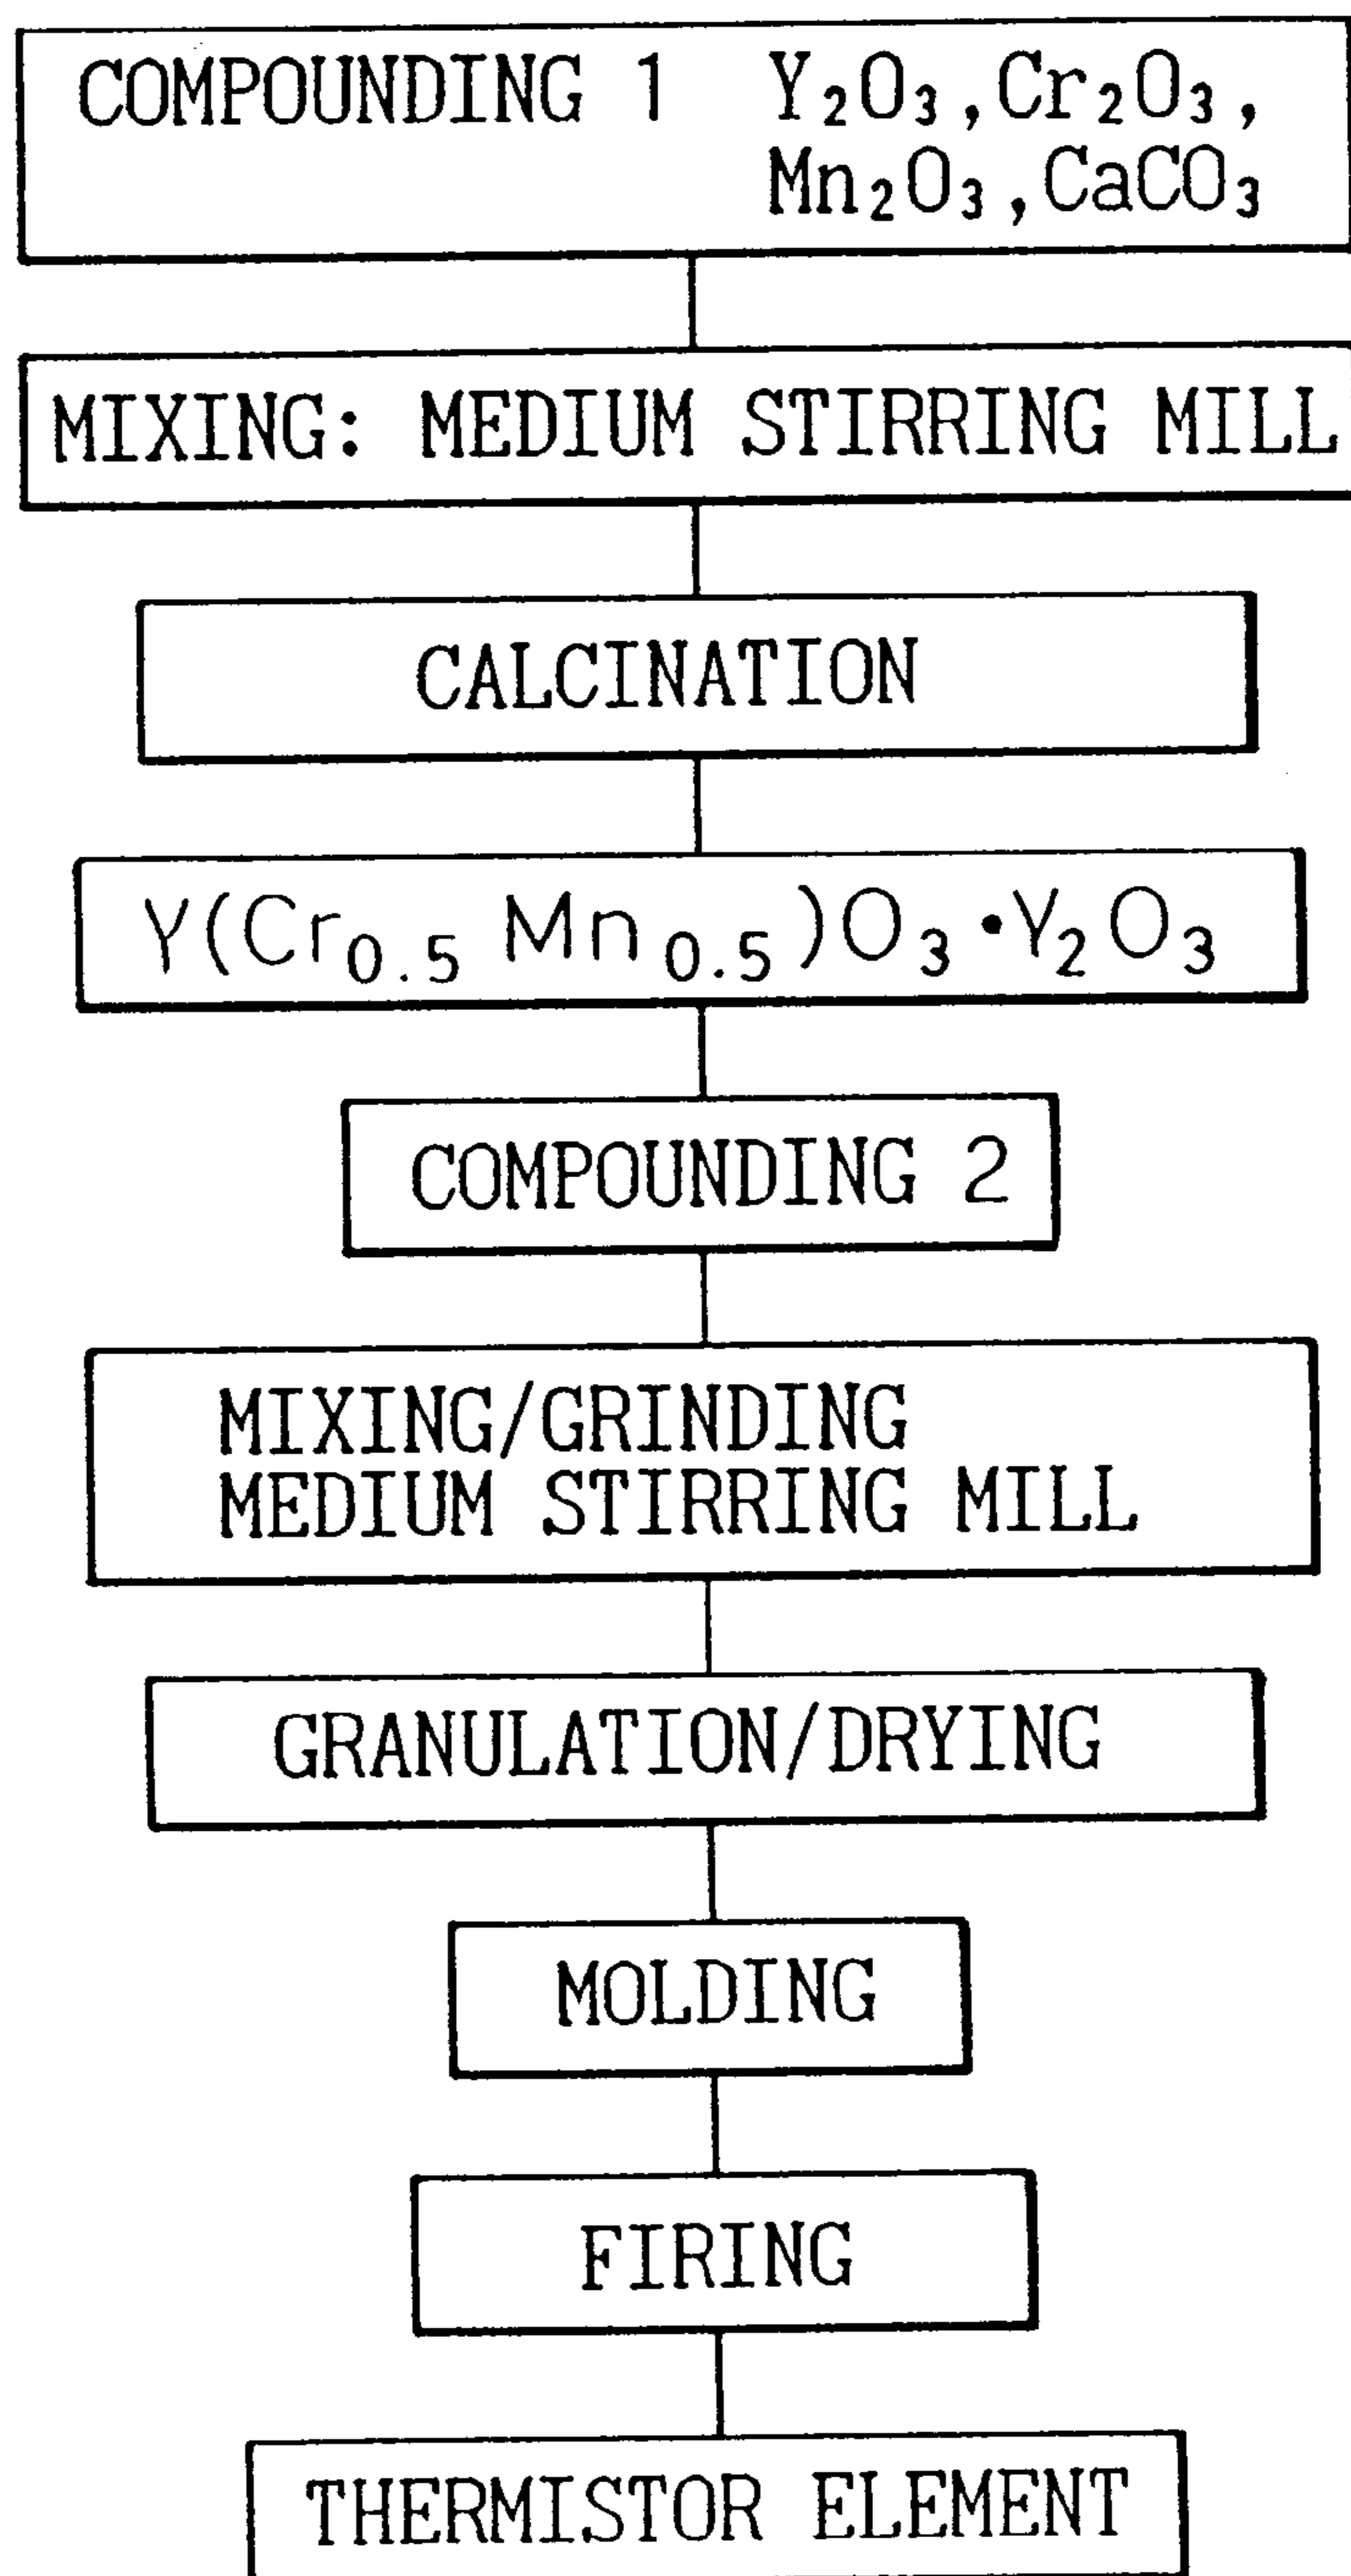 COMPOUNDING 1 Y₂O₃,Cr₂O₃,
Mn₂O₃,CaCO₃
MIXING: MEDIUM STIRRING MILL
CALCINATION
Y(Cr₀.₅ Mn₀.₅)O₃•Y₂O₃
COMPOUNDING 2
MIXING/GRINDING
MEDIUM STIRRING MILL
GRANULATION/DRYING
MOLDING
FIRING
THERMISTOR ELEMENT